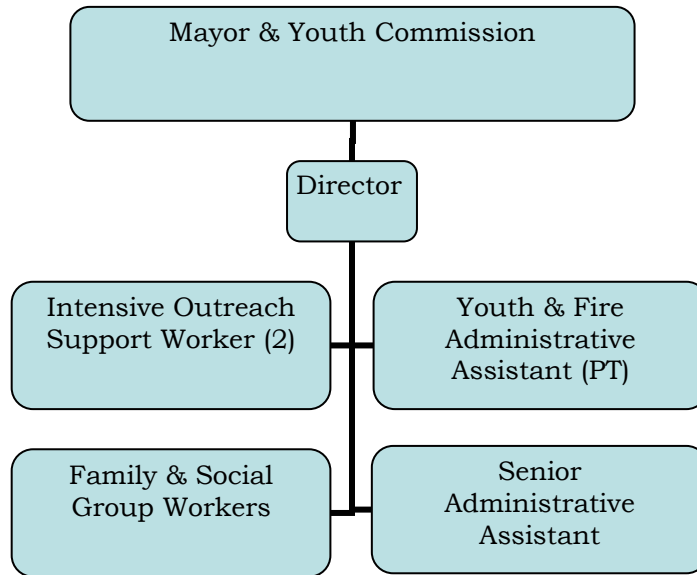 Mayor & Youth Commission
Director
Intensive Outreach
Support Worker (2)
Youth & Fire
Administrative
Assistant (PT)
Family & Social
Group Workers
Senior
Administrative
Assistant